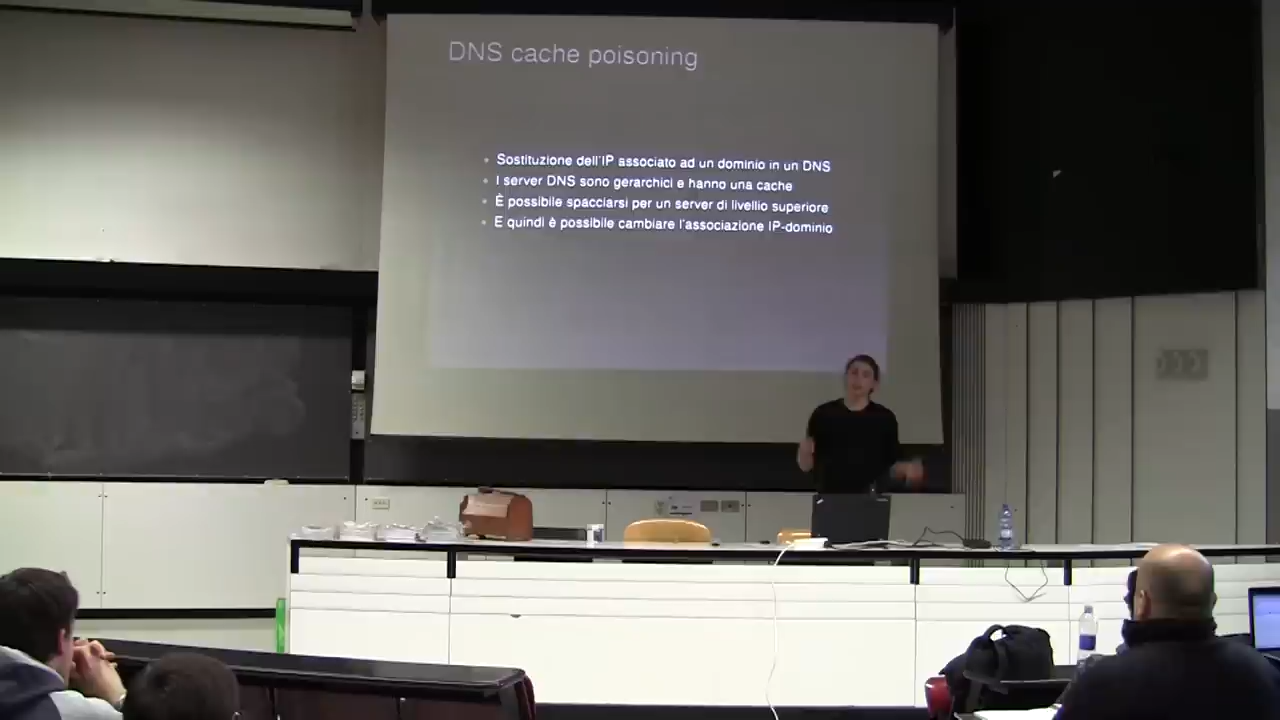 DNS cache poisoning
Sostituzione dell'IP associato ad un dominio in un DNS
I server DNS sono gerarchici e hanno una cache
È possibile spacciarsi per un server di livello superiore
E quindi è possibile cambiare l'associazione IP-dominio